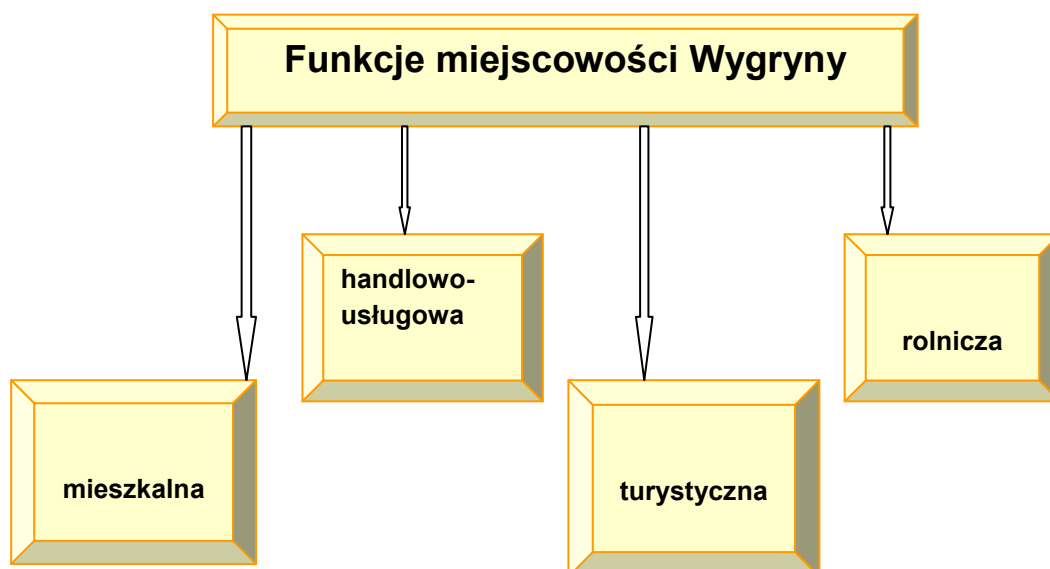 Funkcje miejscowości Wygryny
handlowo-
usługowa
rolnicza
mieszkalna
turystyczna